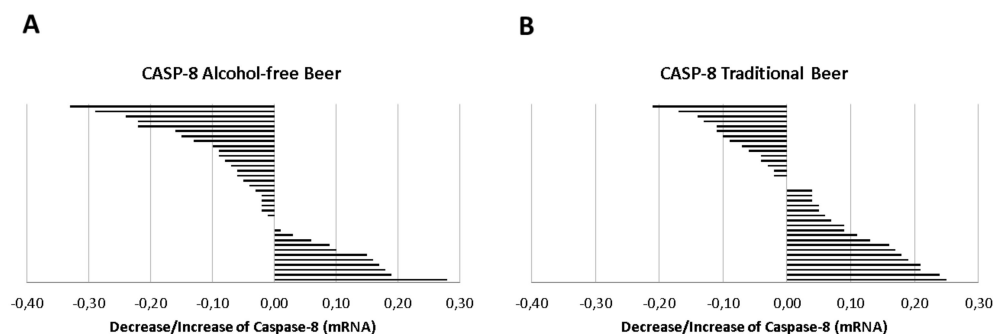 A
B
CASP-8 Alcohol-free Beer
CASP-8 Traditional Beer
-0,40 -0,30 -0,20 -0,10 0,00 0,10 0,20 0,30
-0,40 -0,30 -0,20 -0,10 0,00 0,10 0,20 0,30
Decrease/Increase of Caspase-8 (mRNA)
Decrease/Increase of Caspase-8 (mRNA)